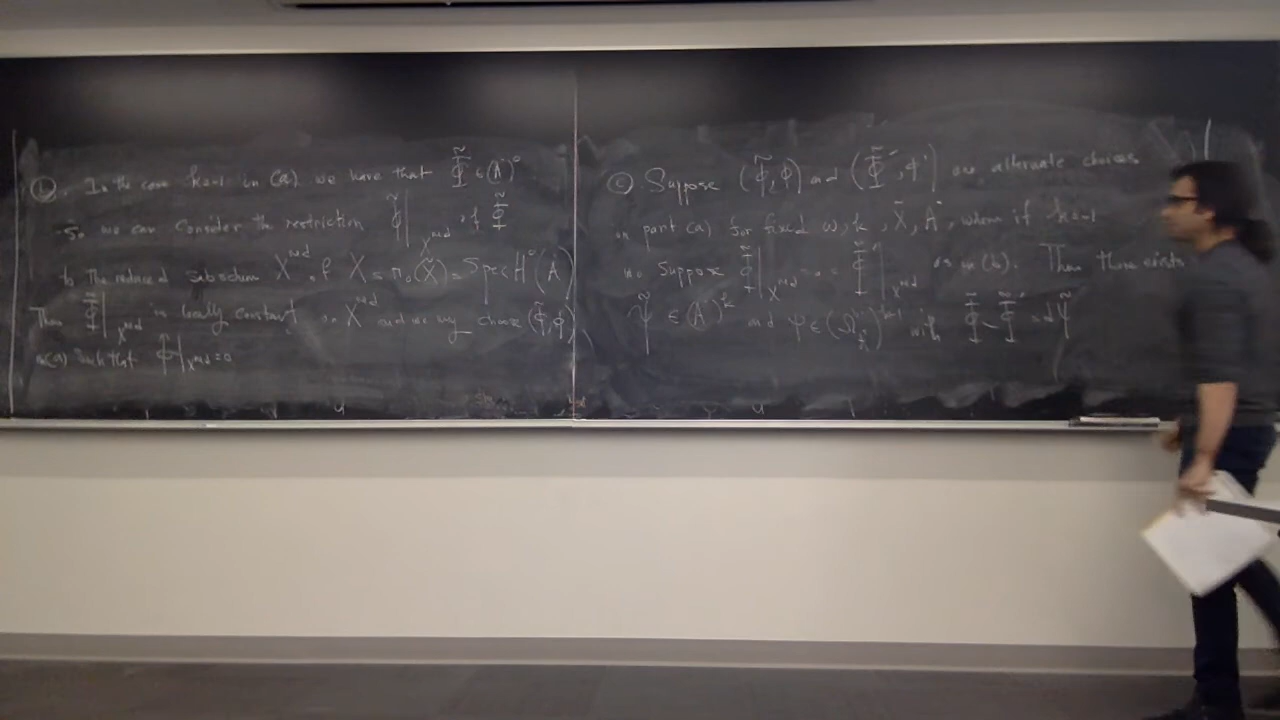 (b). In the case k=-1 in (a) we have that Φ̃ ∈ (A)⁰
So we can consider the restriction Φ̃|_{X^red} of Φ̃
to the reduced subscheme X^red of X = π₀(X̃) = Spec H⁰(A)
Then Φ̃|_{X^red} is locally constant on X^red and we may choose (Φ̃, φ)
in (a) such that Φ̃|_{X^red} = 0
(c) Suppose (Φ̃, φ) and (Φ̃', φ') are alternate choices
in part (a) for fixed ω, k, X̃, A, where if k=-1
we suppose Φ̃|_{X^red} = 0 = Φ̃'|_{X^red} as in (b). Then there exists
Ψ̃ ∈ (A)^k and ψ ∈ (Ω¹)^{k-1} with Φ̃ - Φ̃' = dΨ̃